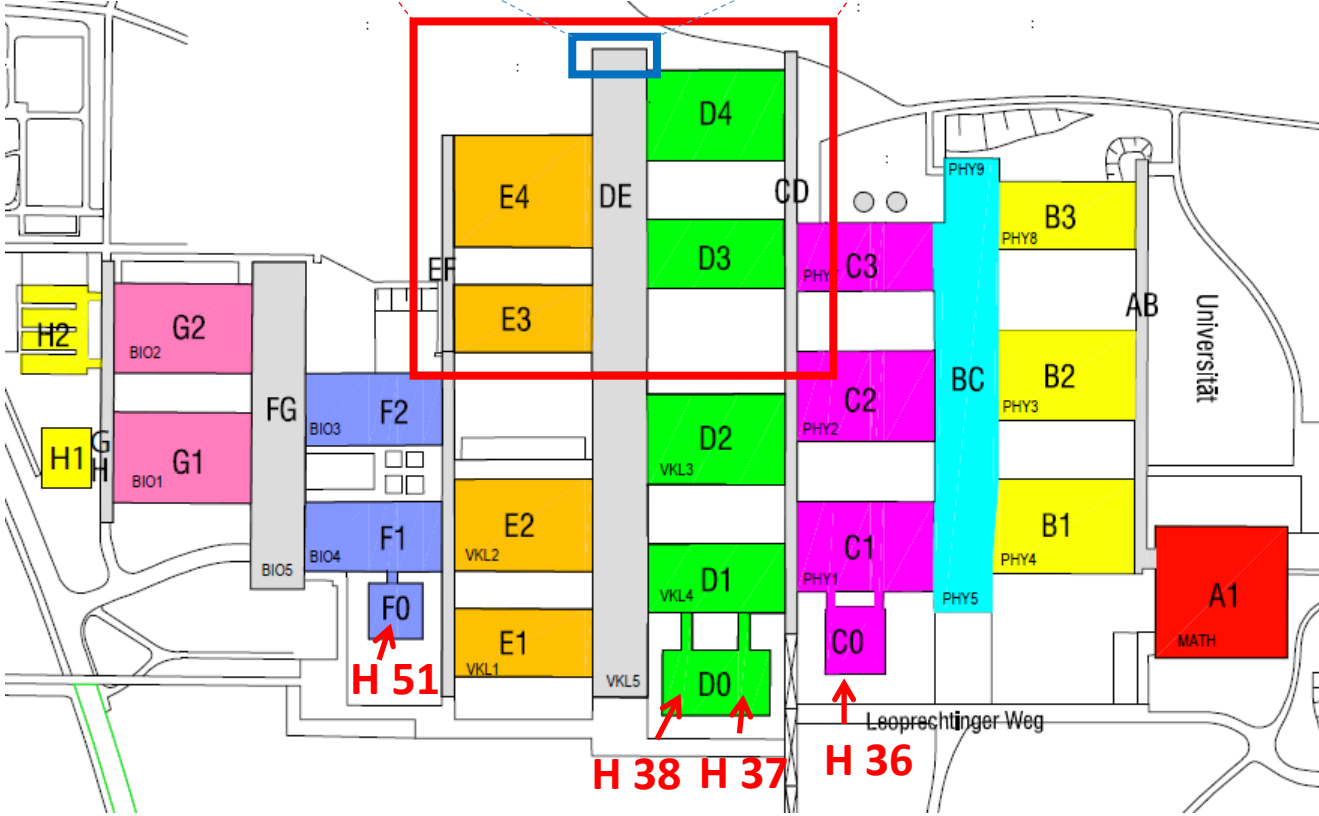 D4
PHY9
E4
DE
CD
B3
PHY8
D3
PHY
C3
EF
AB
Universität
H2
G2
BIO2
E3
BC
B2
PHY3
FG
F2
BIO3
C2
PHY2
D2
VKL3
H1
GH
G1
BIO1
B1
PHY4
E2
VKL2
F1
BIO4
C1
PHY1
BIO5
D1
VKL4
PHY5
A1
MATH
F0
E1
VKL1
C0
H 51
VKL5
D0
Leoprechtinger Weg
H 38
H 37
H 36